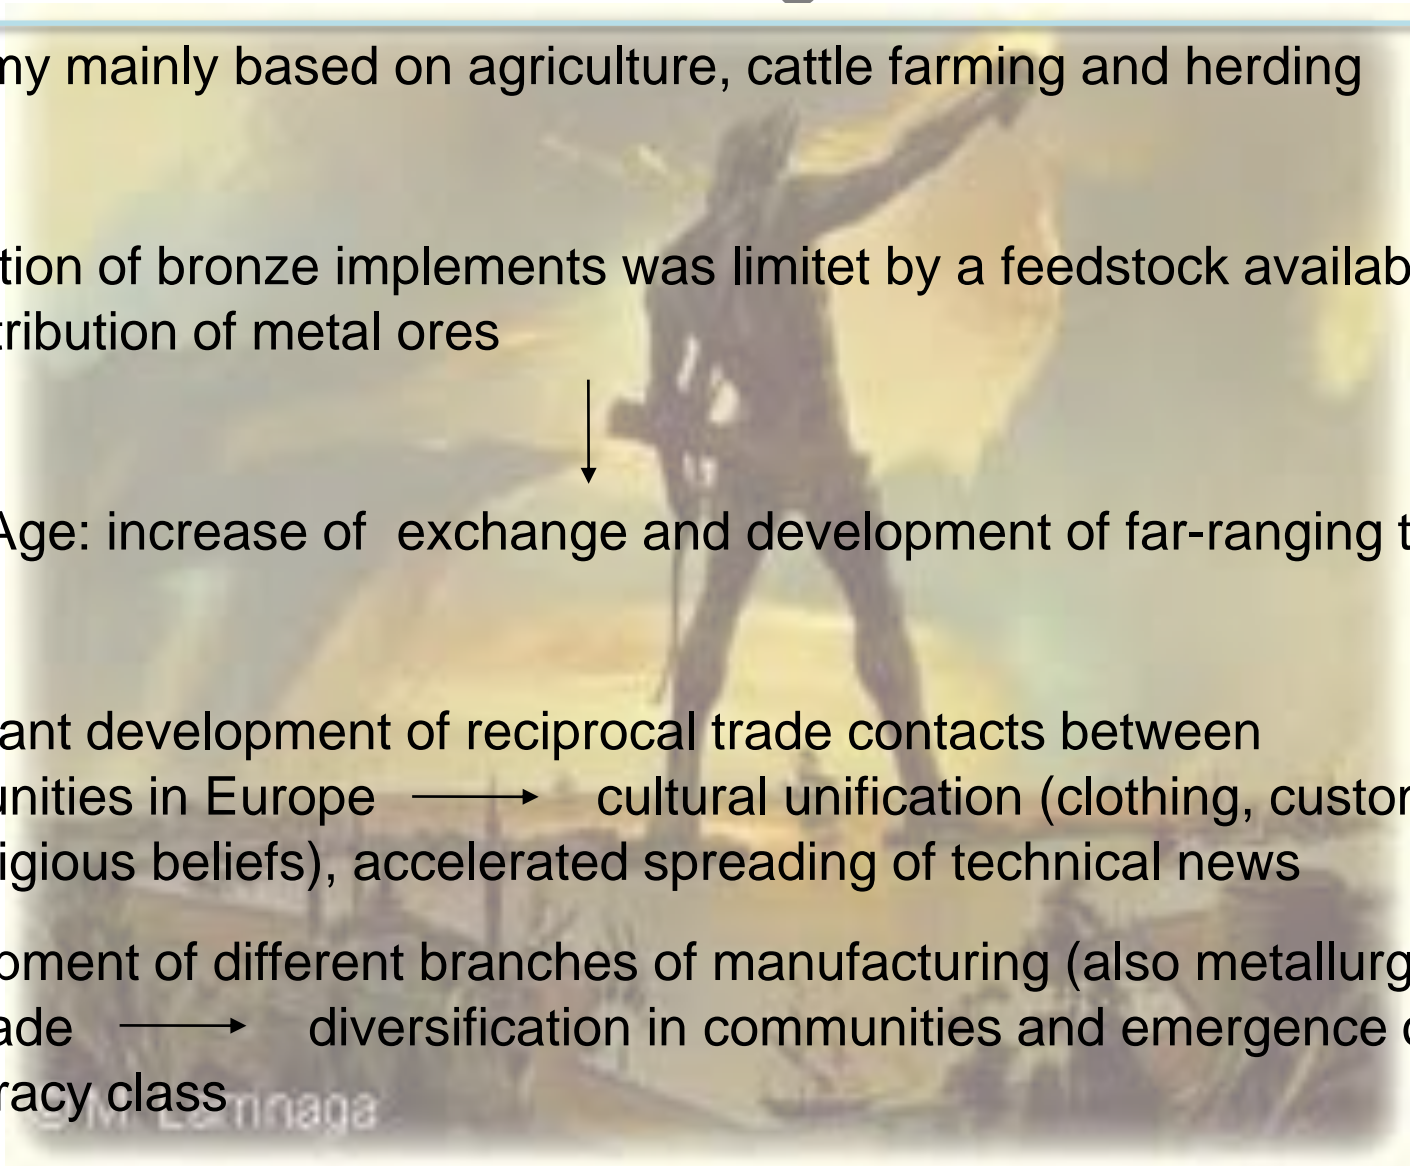 my mainly based on agriculture, cattle farming and herding
tion of bronze implements was limitet by a feedstock availab
tribution of metal ores
Age: increase of exchange and development of far-ranging t
ant development of reciprocal trade contacts between
unities in Europe cultural unification (clothing, custor
igious beliefs), accelerated spreading of technical news
pment of different branches of manufacturing (also metallurg
ade diversification in communities and emergence
racy class